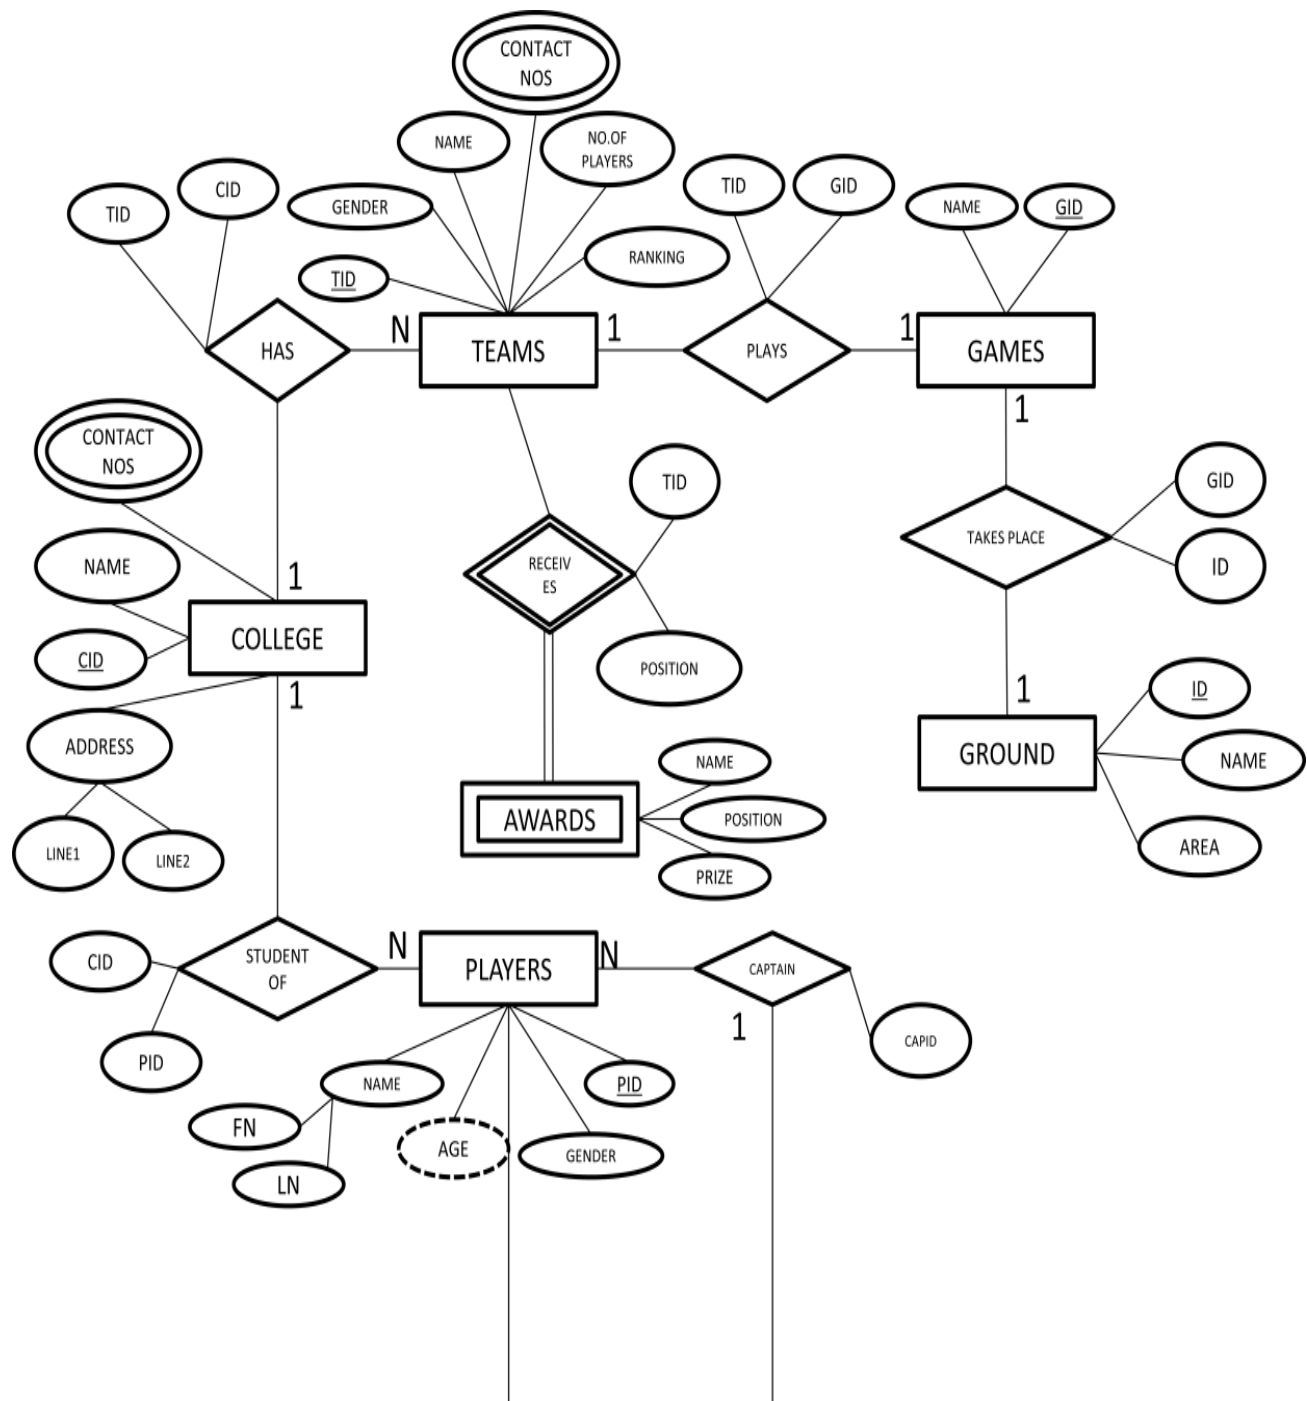 CONTACT
NOS
NAME
NO.OF
PLAYERS
CID
TID
GENDER
TID
GID
NAME
GID
TID
RANKING
HAS
N
TEAMS
1
PLAYS
1
GAMES
1
CONTACT
NOS
TID
GID
NAME
RECEIV
ES
TAKES PLACE
ID
1
COLLEGE
CID
1
POSITION
1
ID
ADDRESS
GROUND
NAME
NAME
LINE1
LINE2
AWARDS
POSITION
PRIZE
AREA
CID
STUDENT
OF
N
PLAYERS
N
CAPTAIN
1
CAPID
PID
NAME
PID
FN
AGE
GENDER
LN